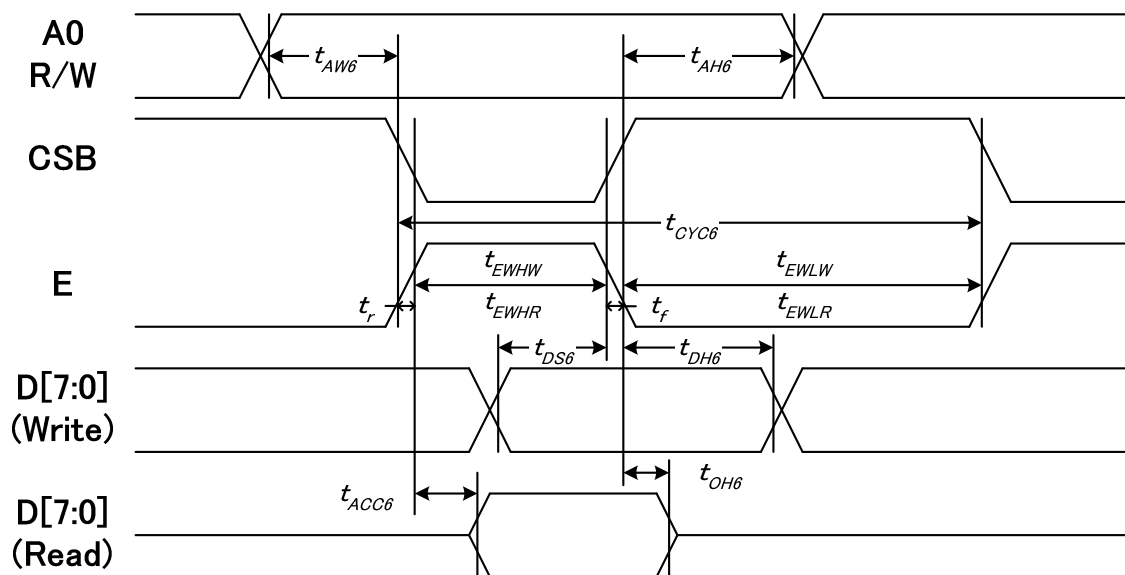 A0
R/W
tAW6
tAH6
CSB
tCYC6
E
tEWHW
tEWLW
tr
tEWHR
tf
tEWLR
tDS6
tDH6
D[7:0]
(Write)
tOH6
tACC6
D[7:0]
(Read)